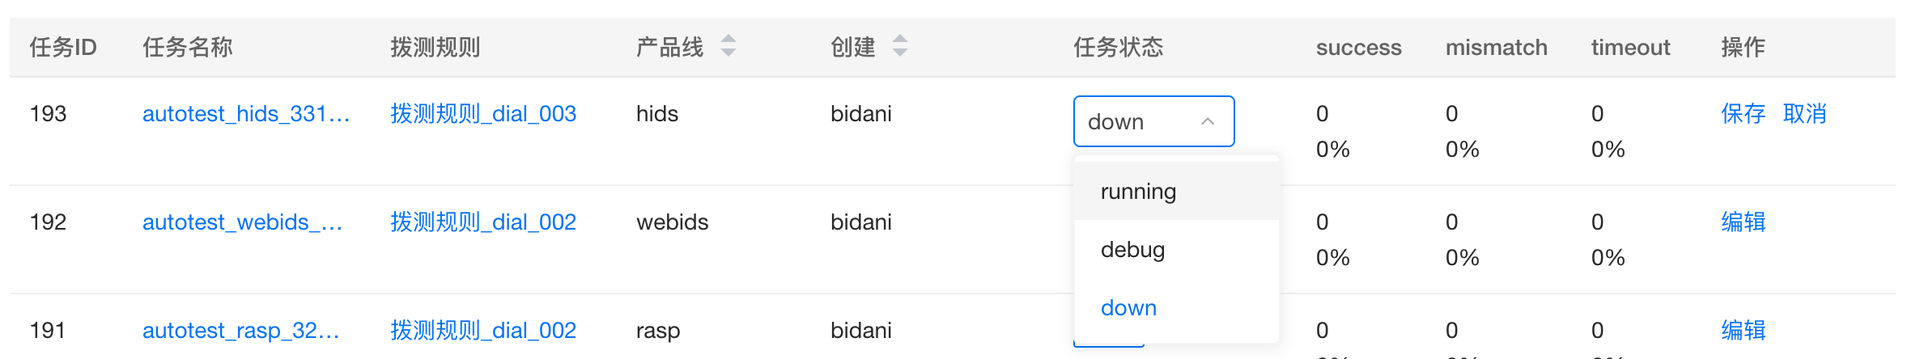 任务ID 任务名称 拨测规则 产品线 创建 任务状态 success mismatch timeout 操作
193 autotest_hids_331... 拨测规则_dial_003 hids bidani down 0 0 0 保存 取消
0% 0% 0%
running
192 autotest_webids_... 拨测规则_dial_002 webids bidani 0 0 0 编辑
debug 0% 0% 0%
down
191 autotest_rasp_32... 拨测规则_dial_002 rasp bidani 0 0 0 编辑